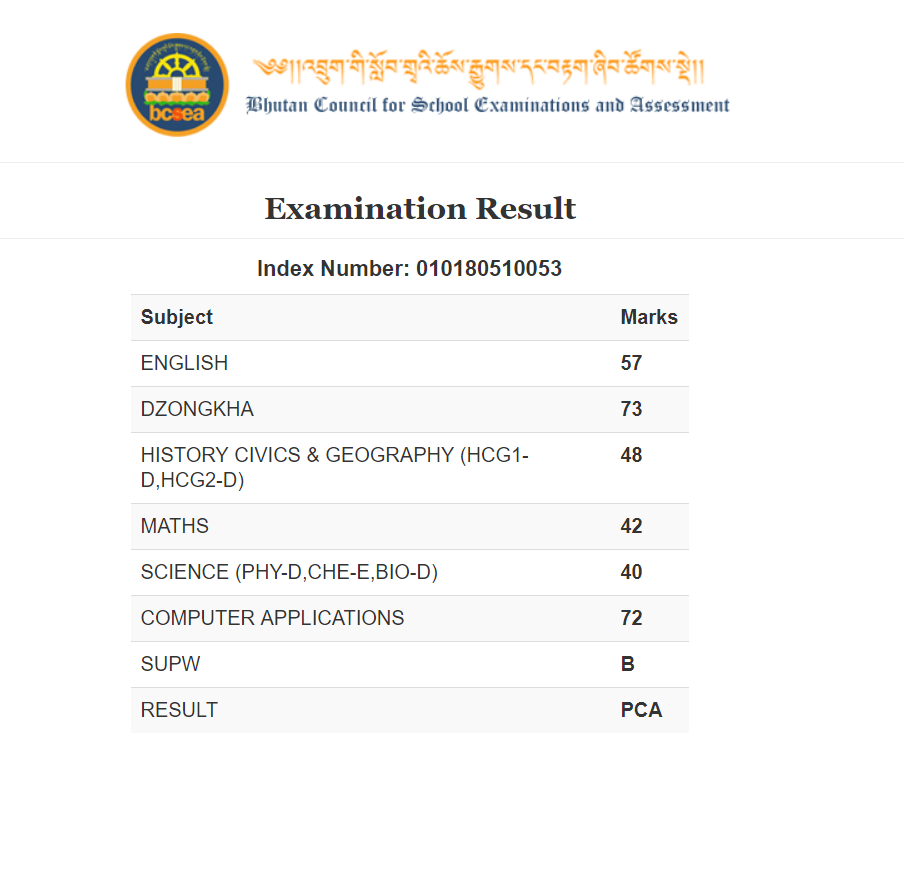 bcsea
༄༅།།འབྲུག་གི་སློབ་གྲྭའི་ཆོས་རྒྱུགས་དང་བརྟག་ཞིབ་ཚོགས་སྡེ།།
Bhutan Council for School Examinations and Assessment
Examination Result
Index Number: 010180510053
Subject Marks
ENGLISH 57
DZONGKHA 73
HISTORY CIVICS & GEOGRAPHY (HCG1- 48
D,HCG2-D)
MATHS 42
SCIENCE (PHY-D,CHE-E,BIO-D) 40
COMPUTER APPLICATIONS 72
SUPW B
RESULT PCA